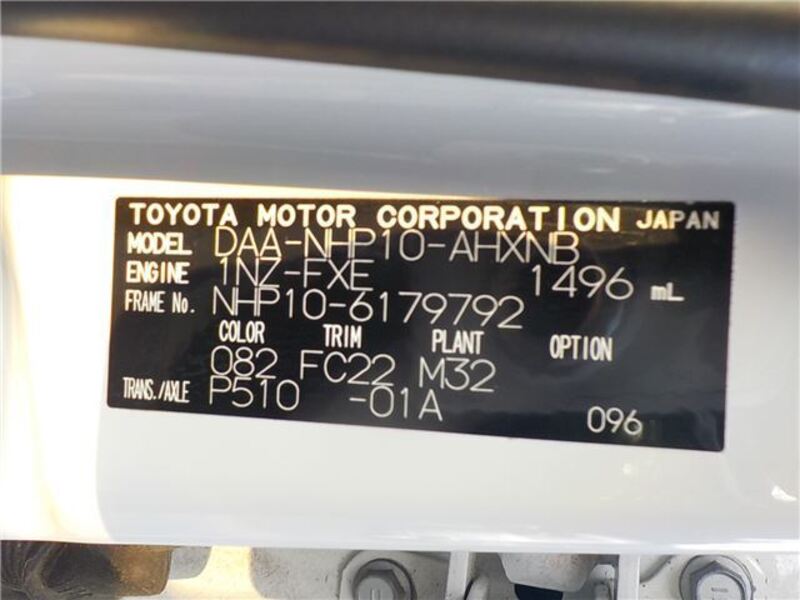 TOYOTA MOTOR CORPORATION JAPAN
MODEL DAA-NHP10-AHXNB
ENGINE 1NZ-FXE 1496 mL
FRAME No. NHP10-6179792
COLOR TRIM PLANT OPTION
082 FC22 M32
TRANS./AXLE P510 -01A
096